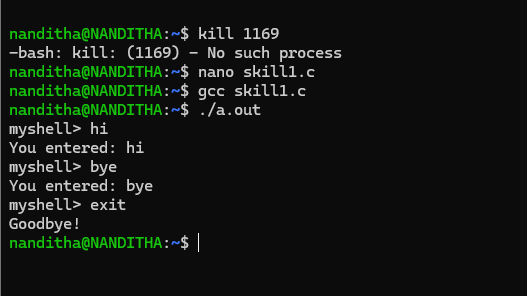 nanditha@NANDITHA:~$ kill 1169
-bash: kill: (1169) - No such process
nanditha@NANDITHA:~$ nano skill1.c
nanditha@NANDITHA:~$ gcc skill1.c
nanditha@NANDITHA:~$ ./a.out
myshell> hi
You entered: hi
myshell> bye
You entered: bye
myshell> exit
Goodbye!
nanditha@NANDITHA:~$